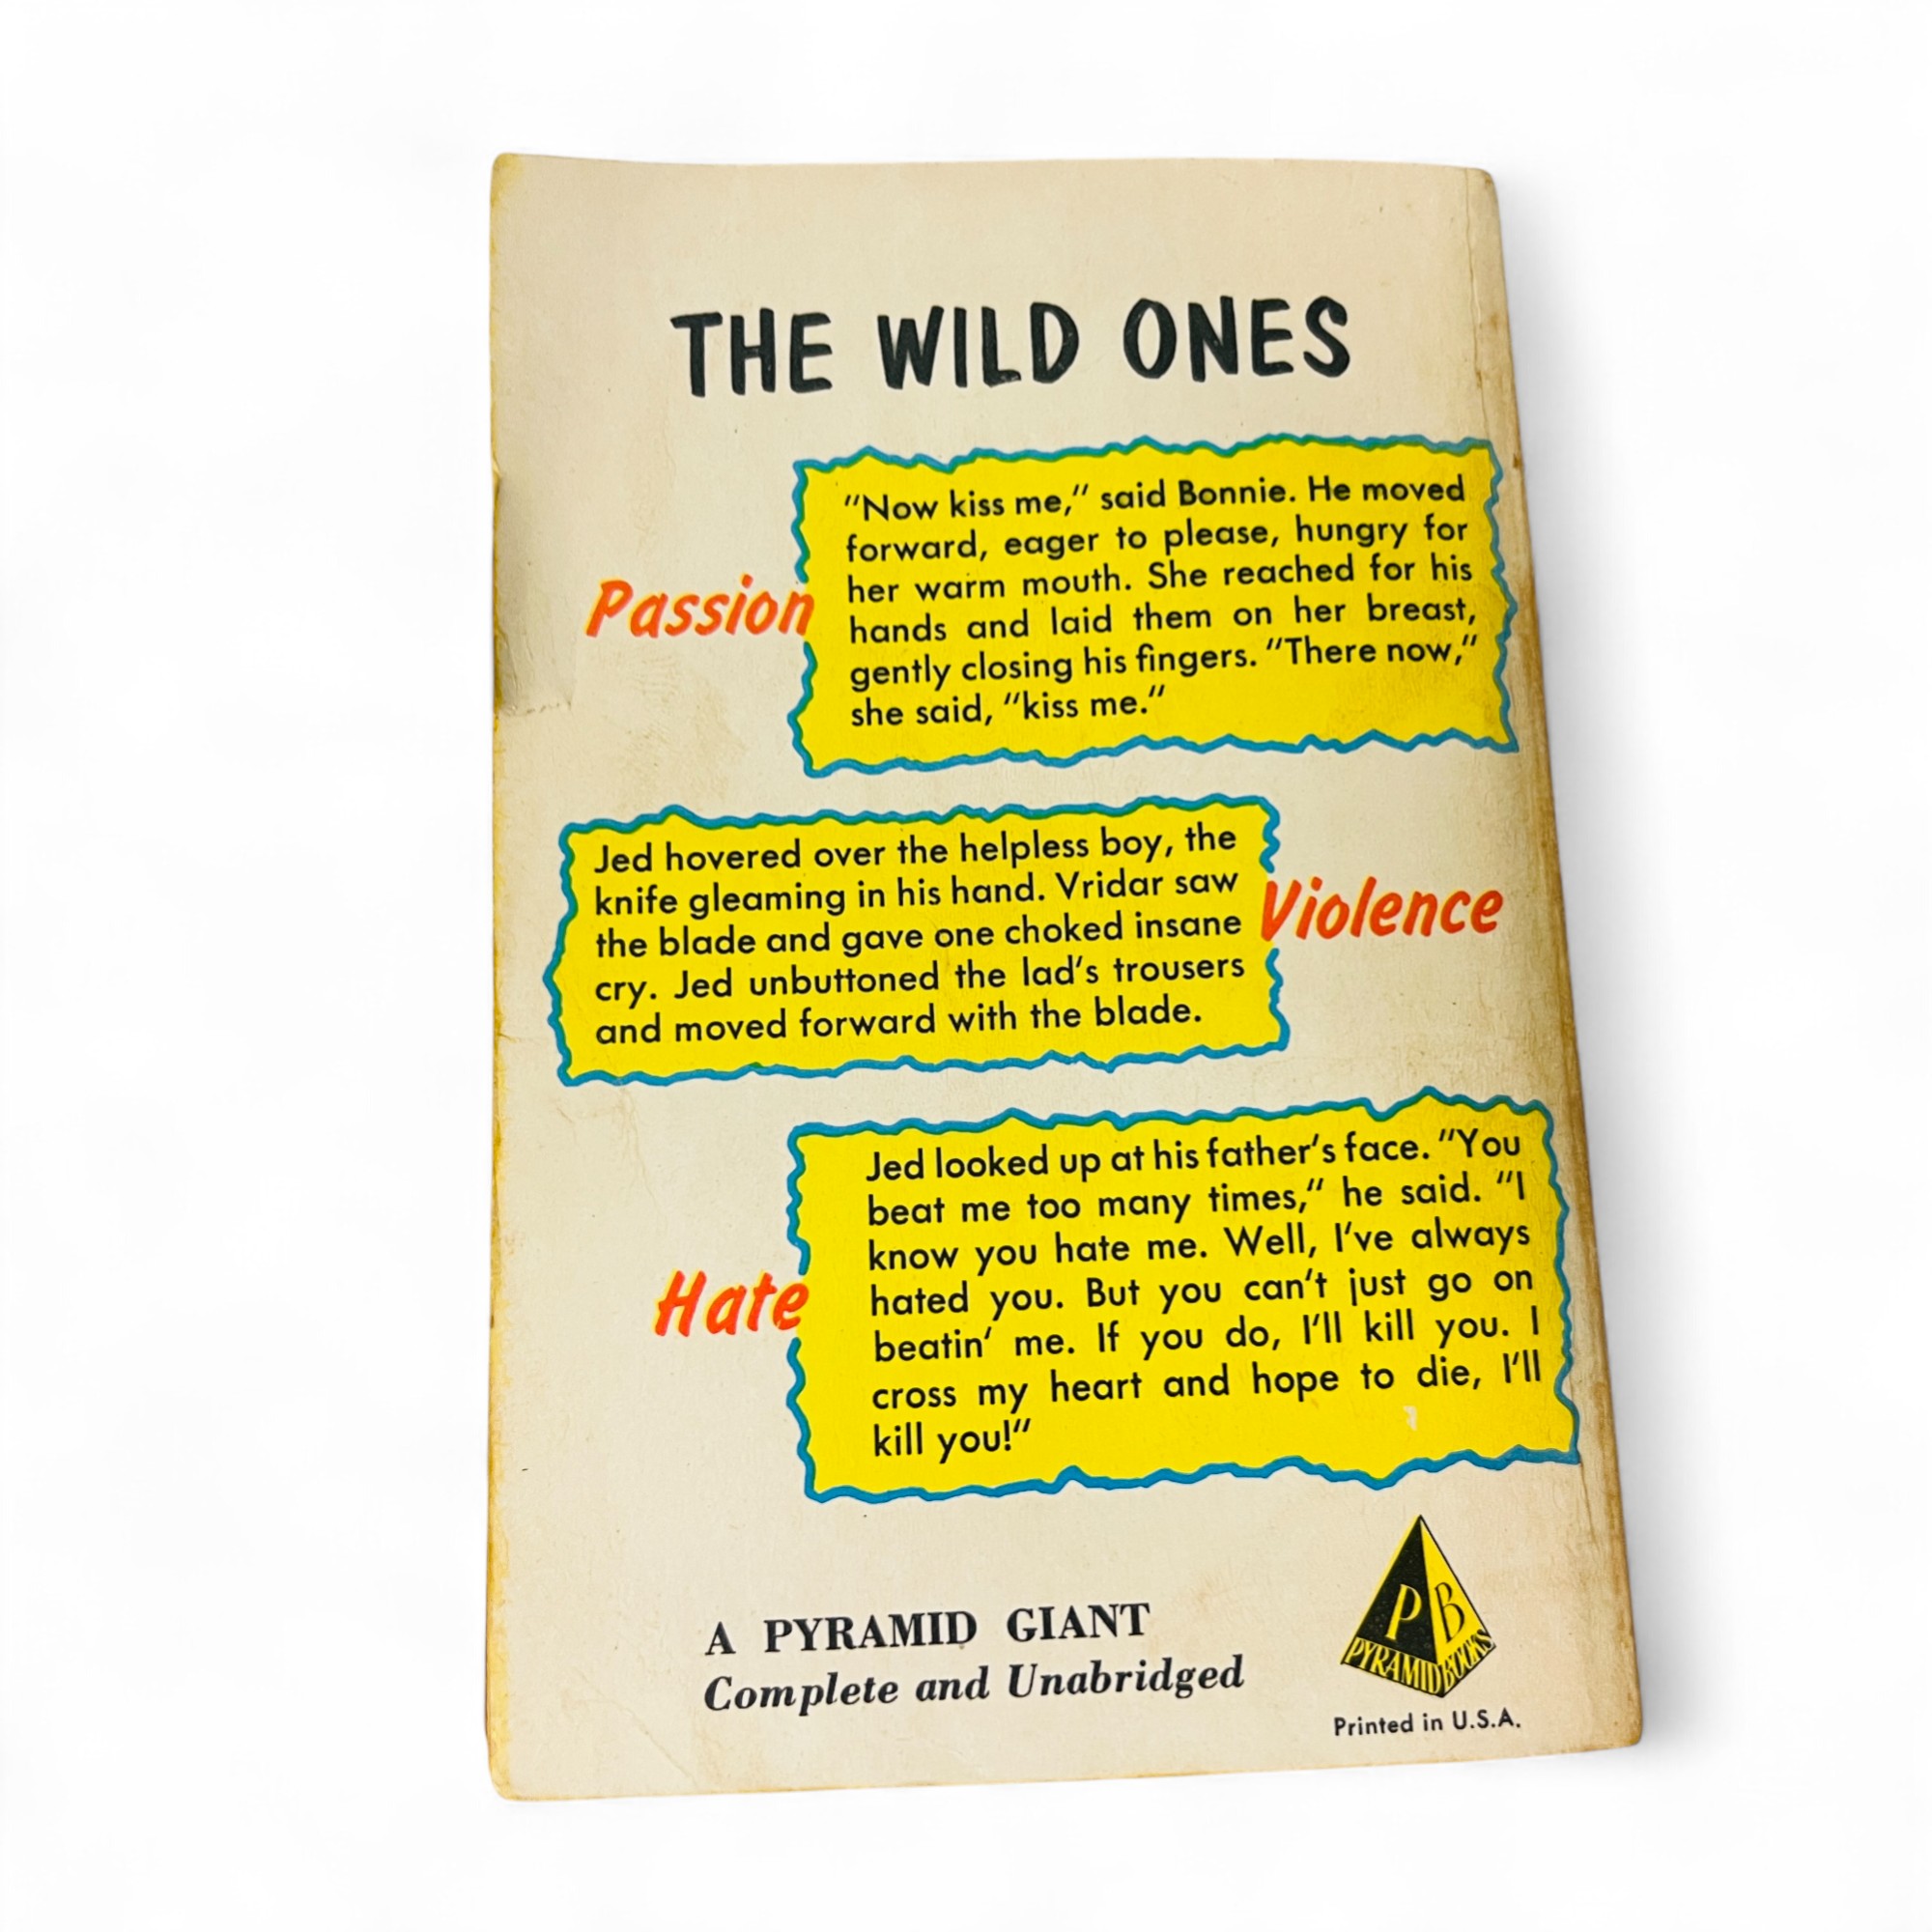 THE WILD ONES
Passion
"Now kiss me," said Bonnie. He moved
forward, eager to please, hungry for
her warm mouth. She reached for his
hands and laid them on her breast,
gently closing his fingers. "There now,"
she said, "kiss me."
Jed hovered over the helpless boy, the
knife gleaming in his hand. Vridar saw
the blade and gave one choked insane
cry. Jed unbuttoned the lad's trousers
and moved forward with the blade.
Violence
Hate
Jed looked up at his father's face. "You
beat me too many times," he said. "I
know you hate me. Well, I've always
hated you. But you can't just go on
beatin' me. If you do, I'll kill you. I
cross my heart and hope to die, I'll
kill you!"
A PYRAMID GIANT
Complete and Unabridged
P B
PYRAMID BOOKS
Printed in U.S.A.